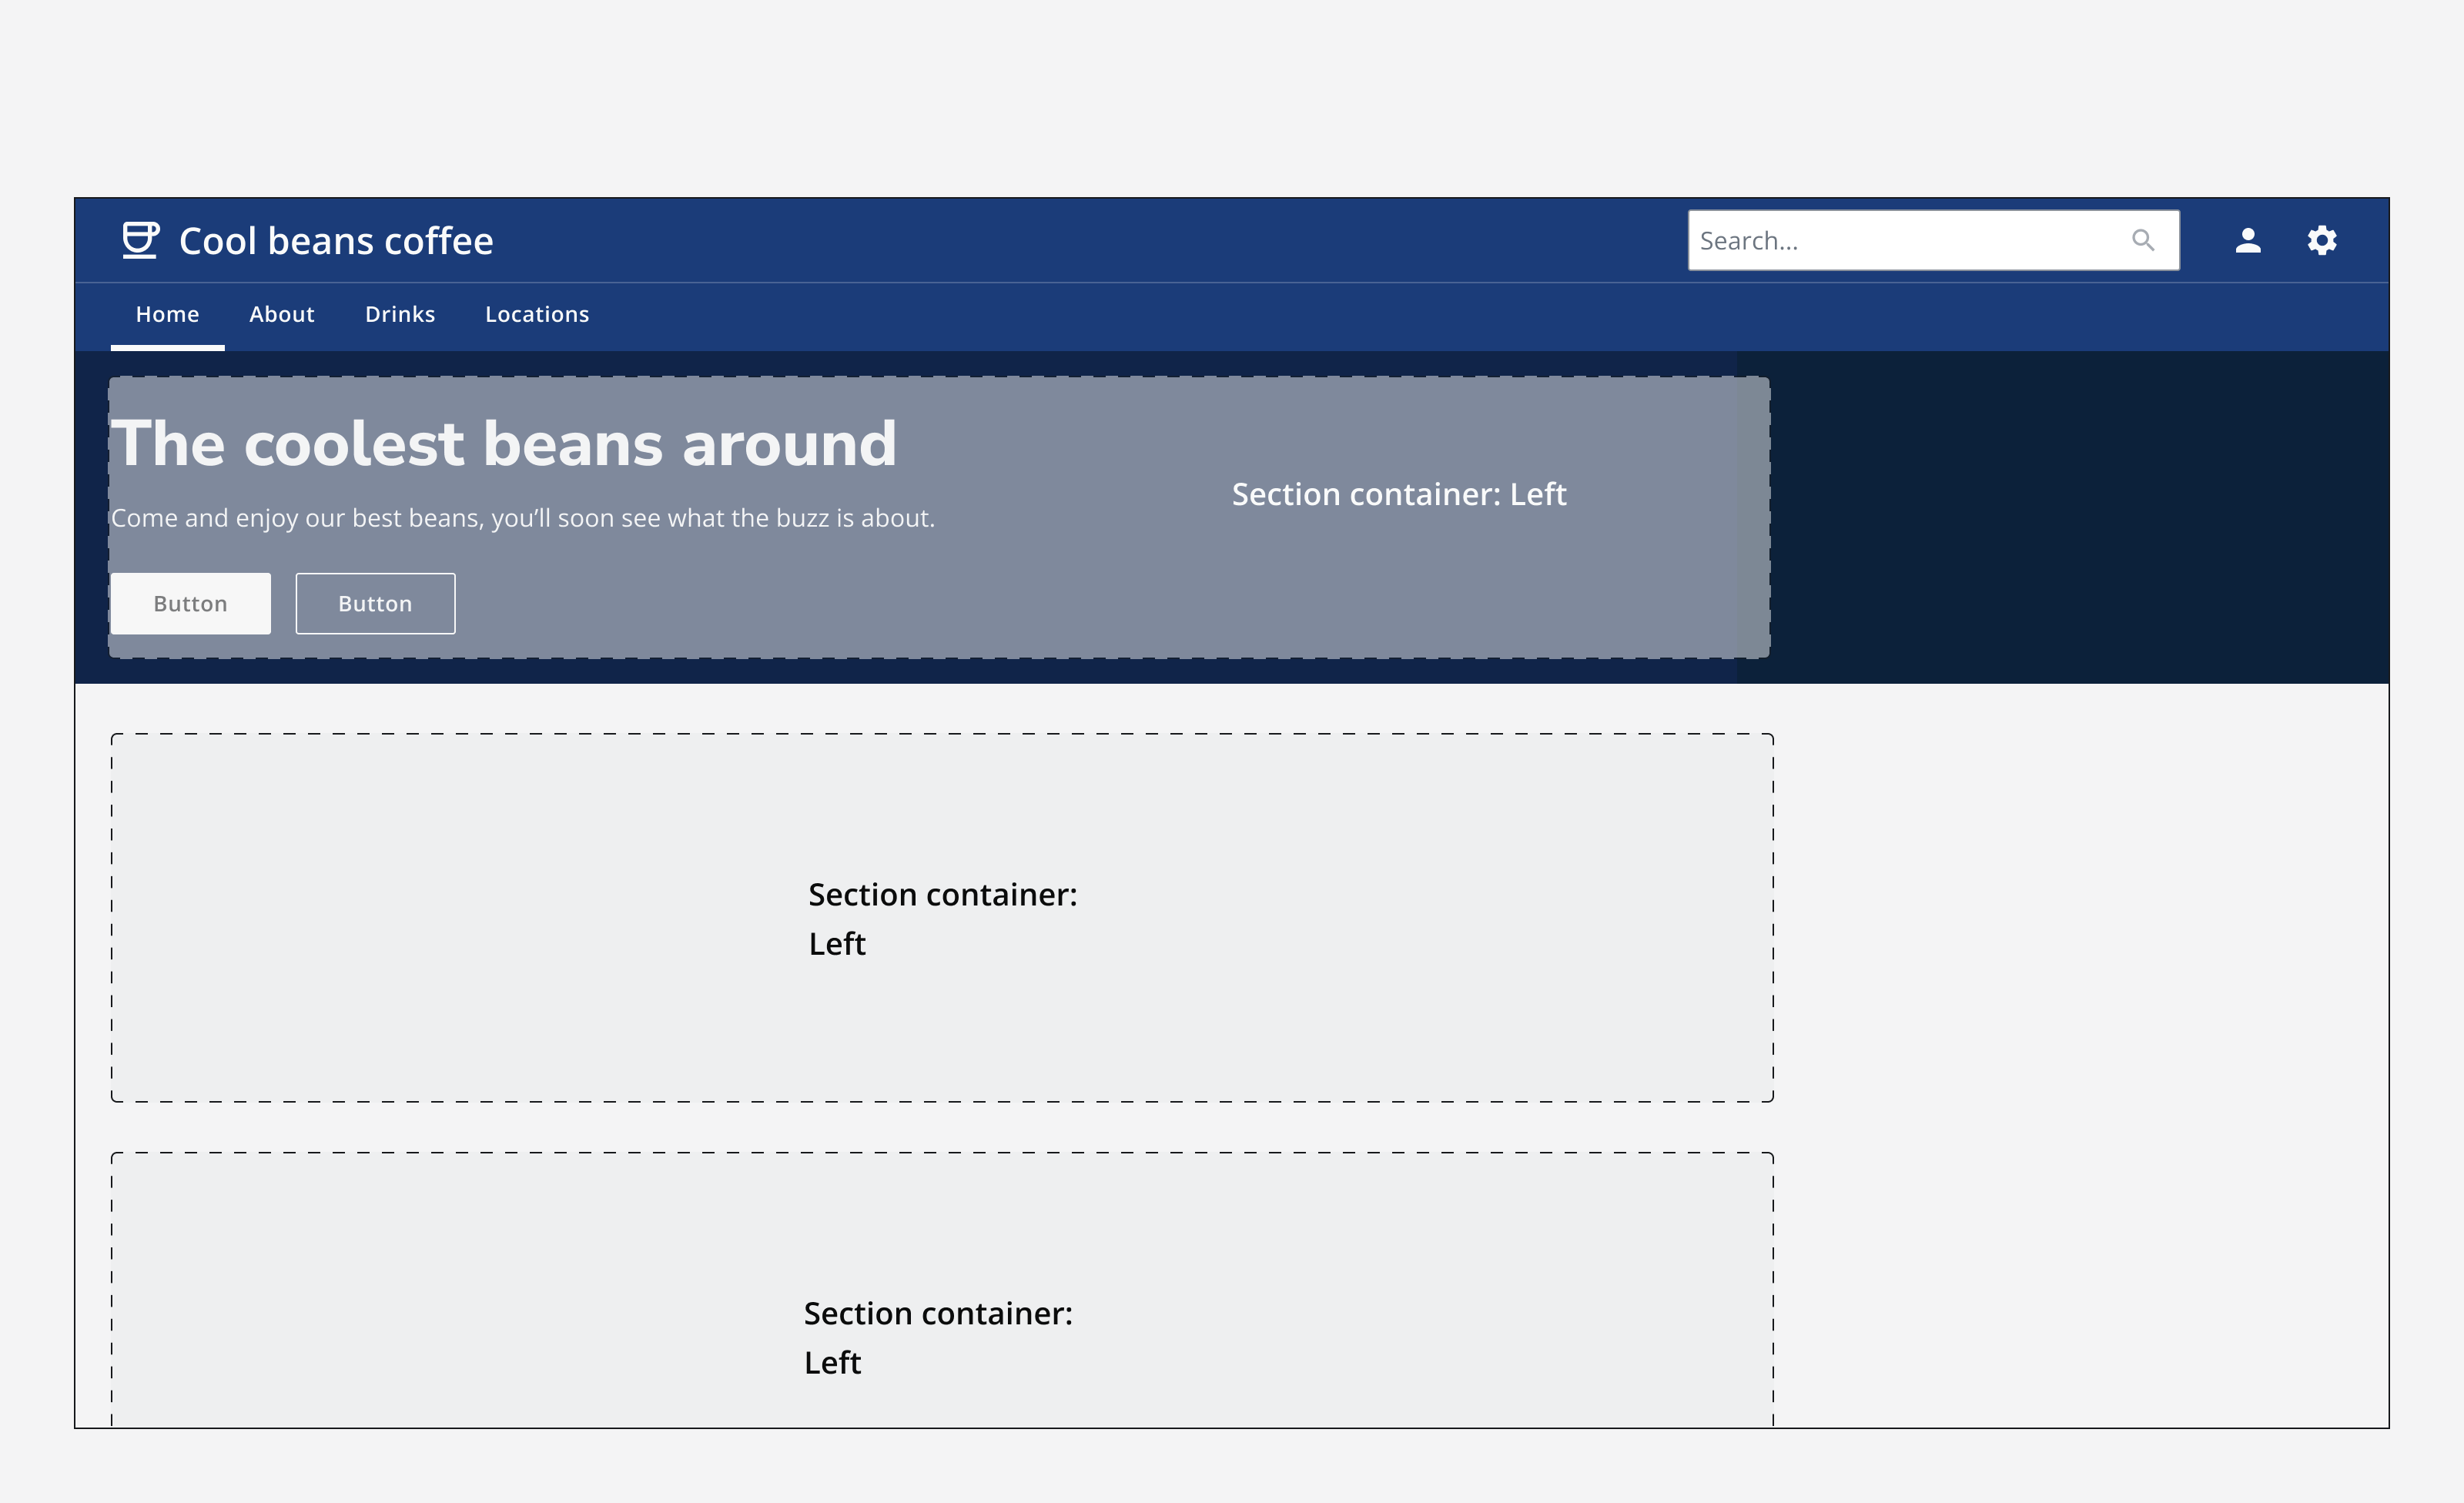 Cool beans coffee
Search...
Home About Drinks Locations
The coolest beans around
Section container: Left
Come and enjoy our best beans, you’ll soon see what the buzz is about.
Button Button
Section container:
Left
Section container:
Left